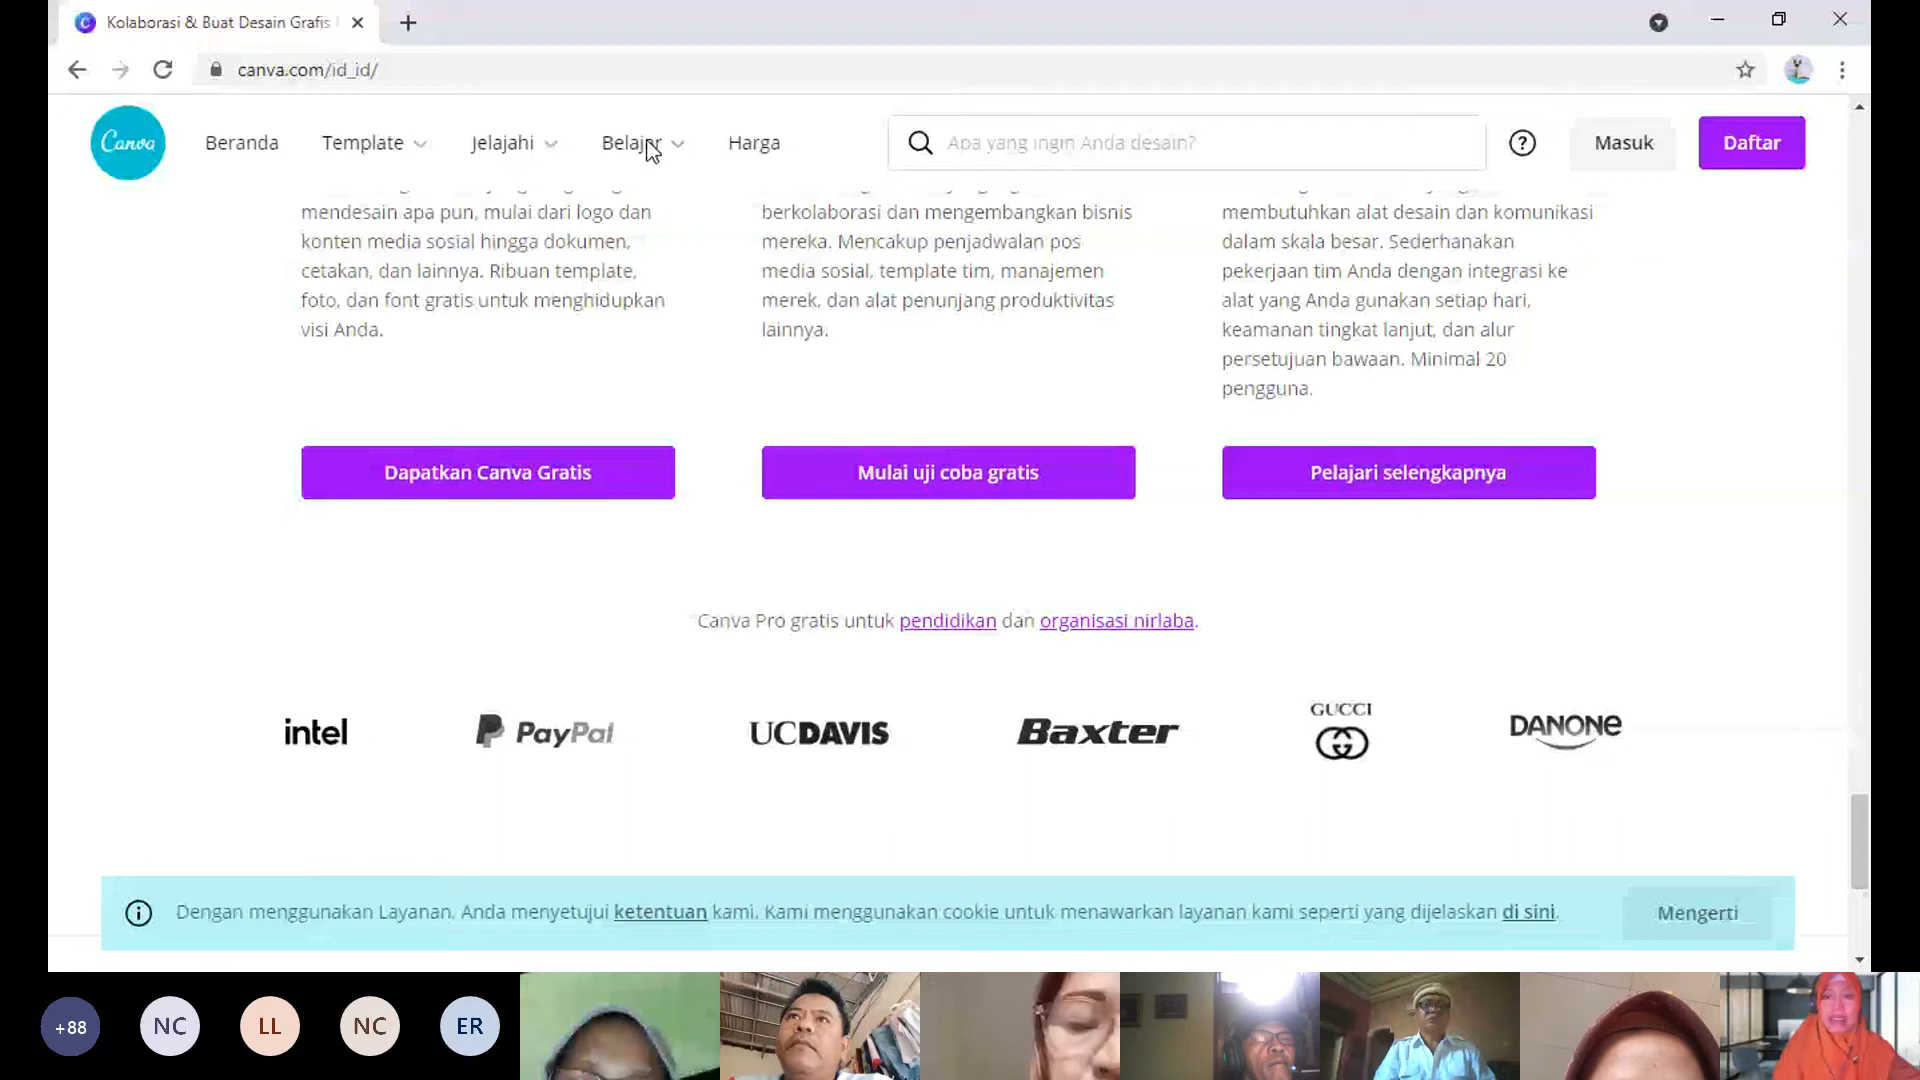 Kolaborasi & Buat Desain Grafis
canva.com/id_id/
Canva
Beranda
Template
Jelajahi
Belajar
Harga
Apa yang ingin Anda desain?
Masuk
Daftar
mendesain apa pun, mulai dari logo dan
konten media sosial hingga dokumen,
cetakan, dan lainnya. Ribuan template,
foto, dan font gratis untuk menghidupkan
visi Anda.
berkolaborasi dan mengembangkan bisnis
mereka. Mencakup penjadwalan pos
media sosial, template tim, manajemen
merek, dan alat penunjang produktivitas
lainnya.
membutuhkan alat desain dan komunikasi
dalam skala besar. Sederhanakan
pekerjaan tim Anda dengan integrasi ke
alat yang Anda gunakan setiap hari,
keamanan tingkat lanjut, dan alur
persetujuan bawaan. Minimal 20
pengguna.
Dapatkan Canva Gratis
Mulai uji coba gratis
Pelajari selengkapnya
Canva Pro gratis untuk pendidikan dan organisasi nirlaba.
intel
PayPal
UCDAVIS
Baxter
GUCCI
DANONE
Dengan menggunakan Layanan, Anda menyetujui ketentuan kami. Kami menggunakan cookie untuk menawarkan layanan kami seperti yang dijelaskan di sini.
Mengerti
+88
NC
LL
NC
ER